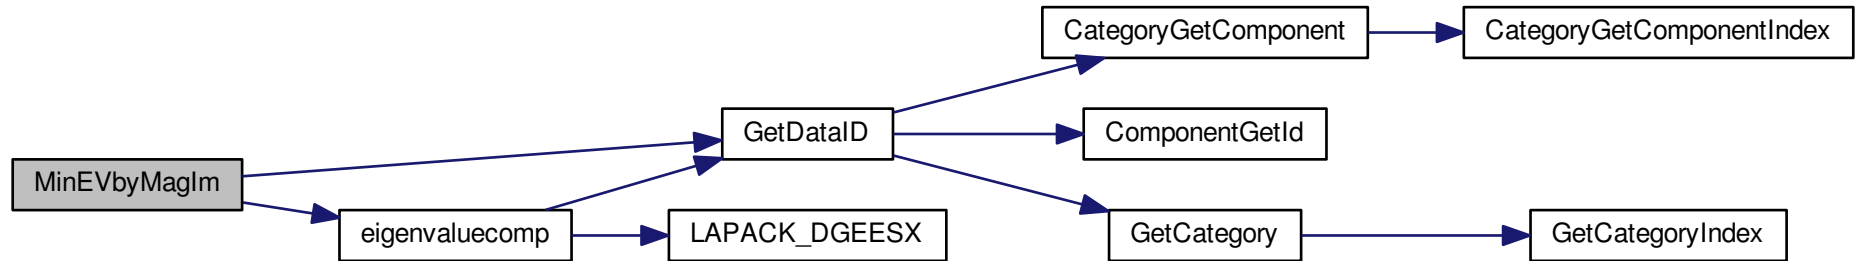 CategoryGetComponent
CategoryGetComponentIndex
GetDataID
ComponentGetId
MinEVbyMagIm
eigenvaluecomp
LAPACK_DGEESX
GetCategory
GetCategoryIndex